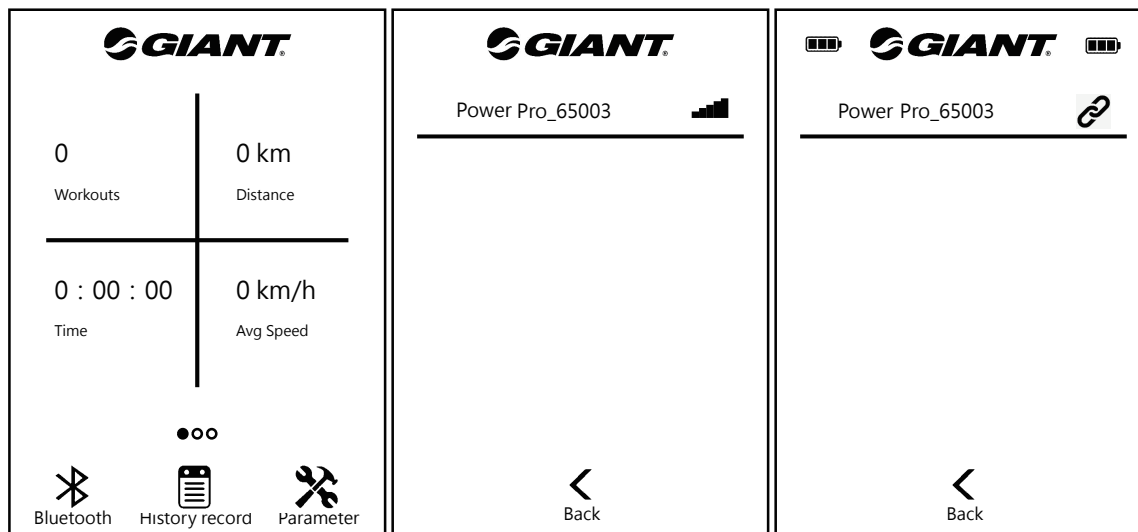 GIANT®
0
Workouts
0 km
Distance
0 : 00 : 00
Time
0 km/h
Avg Speed
Bluetooth
History record
Parameter
GIANT®
Power Pro_65003
Back
GIANT®
Power Pro_65003
Back